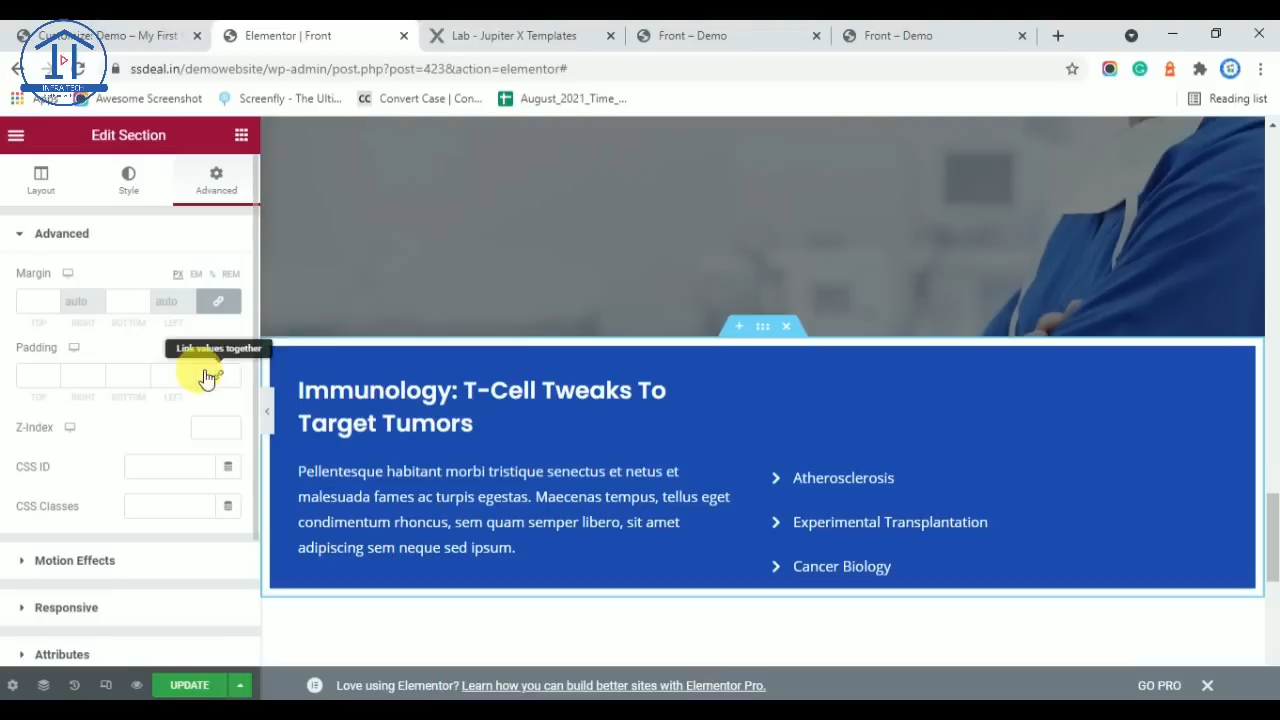 Customize: Demo – My First
Elementor | Front
Lab - Jupiter X Templates
Front – Demo
Front – Demo
INFRA TECH
ssdeal.in/demowebsite/wp-admin/post.php?post=423&action=elementor#
Apps
Awesome Screenshot
Screenfly - The Ulti...
CC
Convert Case | Con...
August_2021_Time_...
Reading list
Edit Section
Layout
Style
Advanced
Advanced
Margin
PX EM % REM
auto
auto
TOP RIGHT BOTTOM LEFT
Padding
Link values together
TOP RIGHT BOTTOM LEFT
Z-Index
CSS ID
CSS Classes
Motion Effects
Responsive
Attributes
UPDATE
Immunology: T-Cell Tweaks To
Target Tumors
Pellentesque habitant morbi tristique senectus et netus et
malesuada fames ac turpis egestas. Maecenas tempus, tellus eget
condimentum rhoncus, sem quam semper libero, sit amet
adipiscing sem neque sed ipsum.
Atherosclerosis
Experimental Transplantation
Cancer Biology
Love using Elementor? Learn how you can build better sites with Elementor Pro.
GO PRO